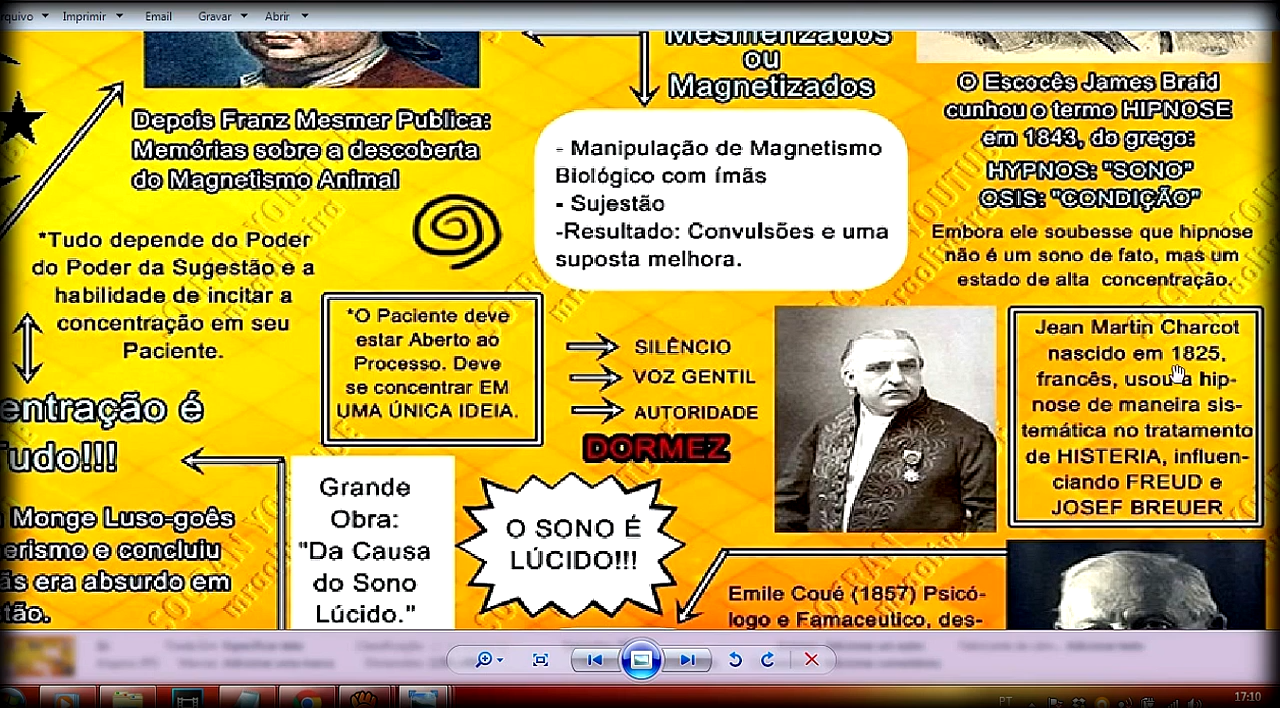 Imprimir
Email
Gravar
Abrir
Mesmerizados
ou
Magnetizados
Depois Franz Mesmer Publica:
Memórias sobre a descoberta
do Magnetismo Animal
*Tudo depende do Poder
do Poder da Sugestão e a
habilidade de incitar a
concentração em seu
Paciente.
- Manipulação de Magnetismo
Biológico com ímãs
- Sujestão
-Resultado: Convulsões e uma
suposta melhora.
O Escocês James Braid
cunhou o termo HIPNOSE
em 1843, do grego:
HYPNOS: "SONO"
OSIS: "CONDIÇÃO"
Embora ele soubesse que hipnose
não é um sono de fato, mas um
estado de alta concentração.
*O Paciente deve
estar Aberto ao
Processo. Deve
se concentrar EM
UMA ÚNICA IDEIA.
SILÊNCIO
VOZ GENTIL
AUTORIDADE
DORMEZ
Jean Martin Charcot
nascido em 1825,
francês, usou a hip-
nose de maneira sis-
temática no tratamento
de HISTERIA, influen-
ciando FREUD e
JOSEF BREUER
entração é
Tudo!!!
Monge Luso-goês
erismo e concluiu
ãs era absurdo em
tão.
Grande
Obra:
"Da Causa
do Sono
Lúcido."
O SONO É
LÚCIDO!!!
Emile Coué (1857) Psicó-
logo e Famaceutico, des-
PT
17:10